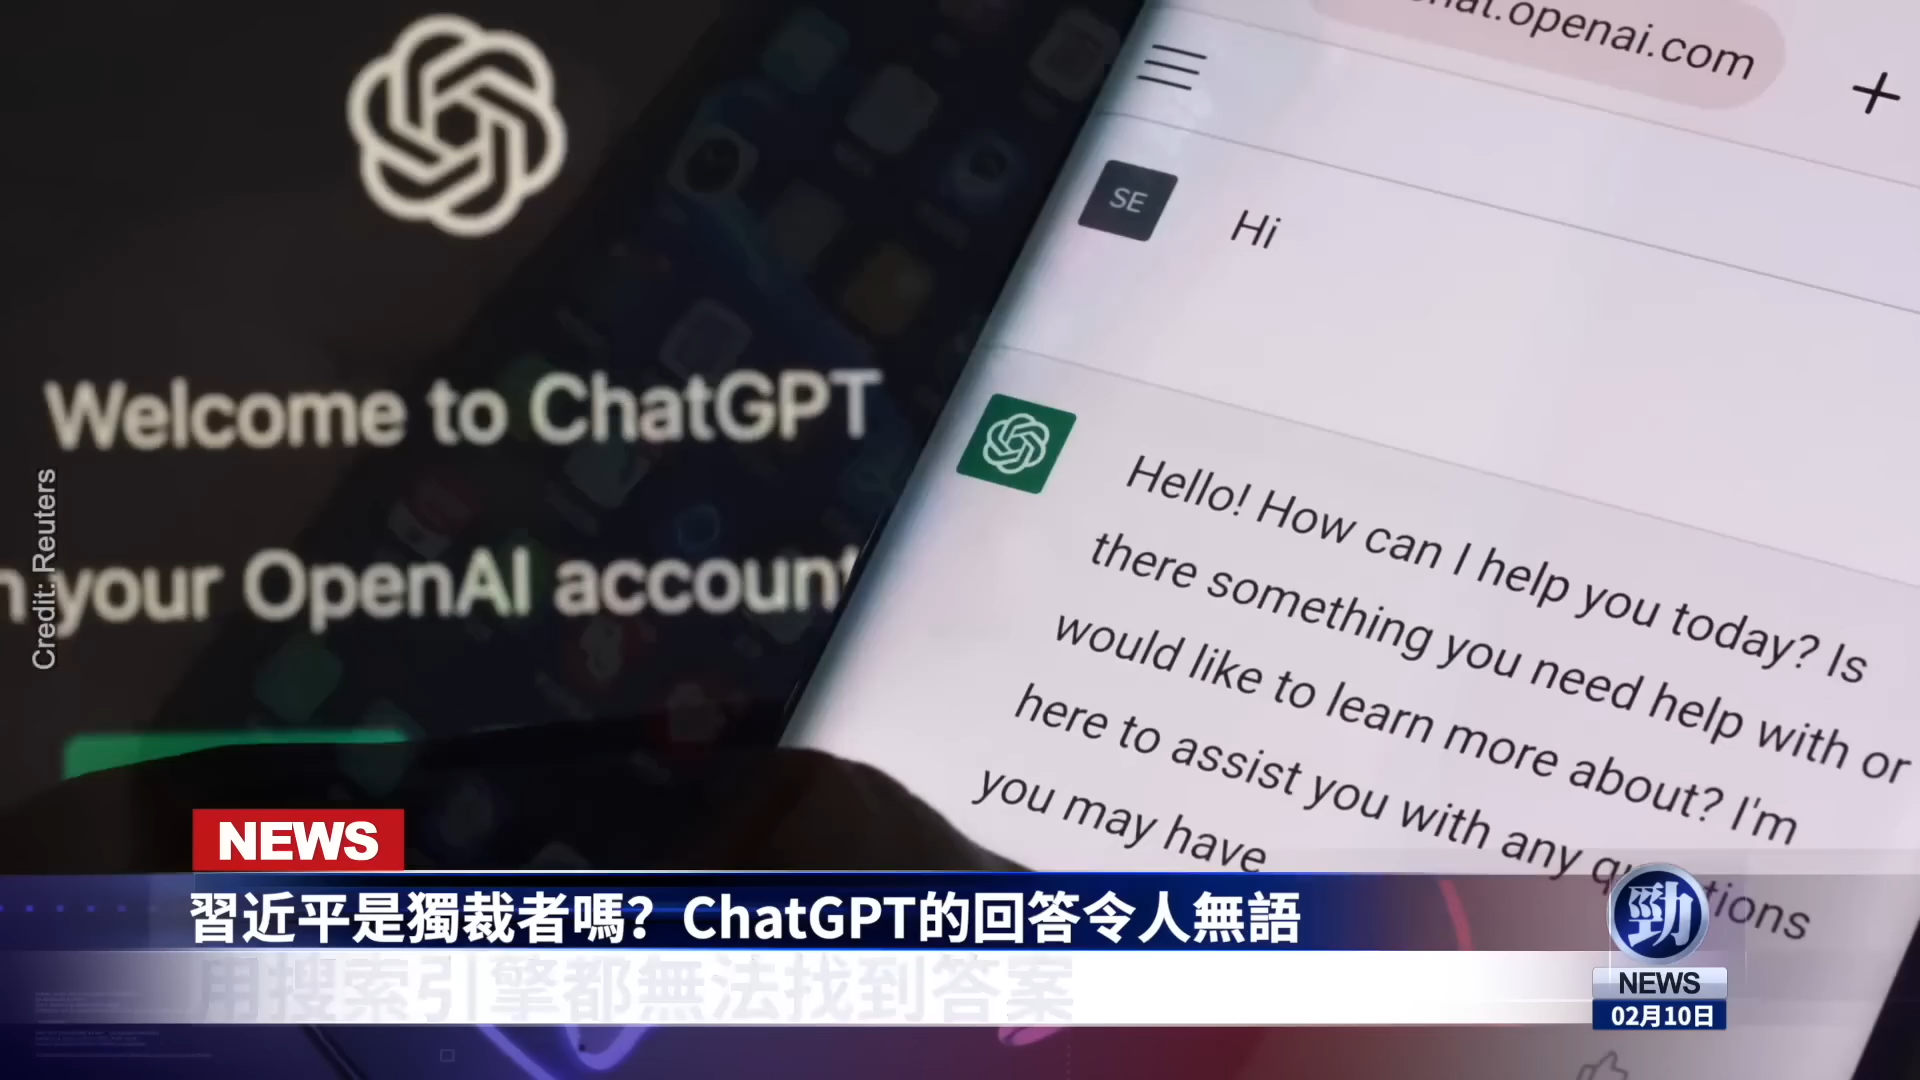 Welcome to ChatGPT
n your OpenAI account
Credit: Reuters
hat.openai.com
SE
Hi
Hello! How can I help you today? Is
there something you need help with or
would like to learn more about? I'm
here to assist you with any
you may have
NEWS
習近平是獨裁者嗎？ChatGPT的回答令人無語
用搜索引擎都無法找到答案
勁
NEWS
02月10日